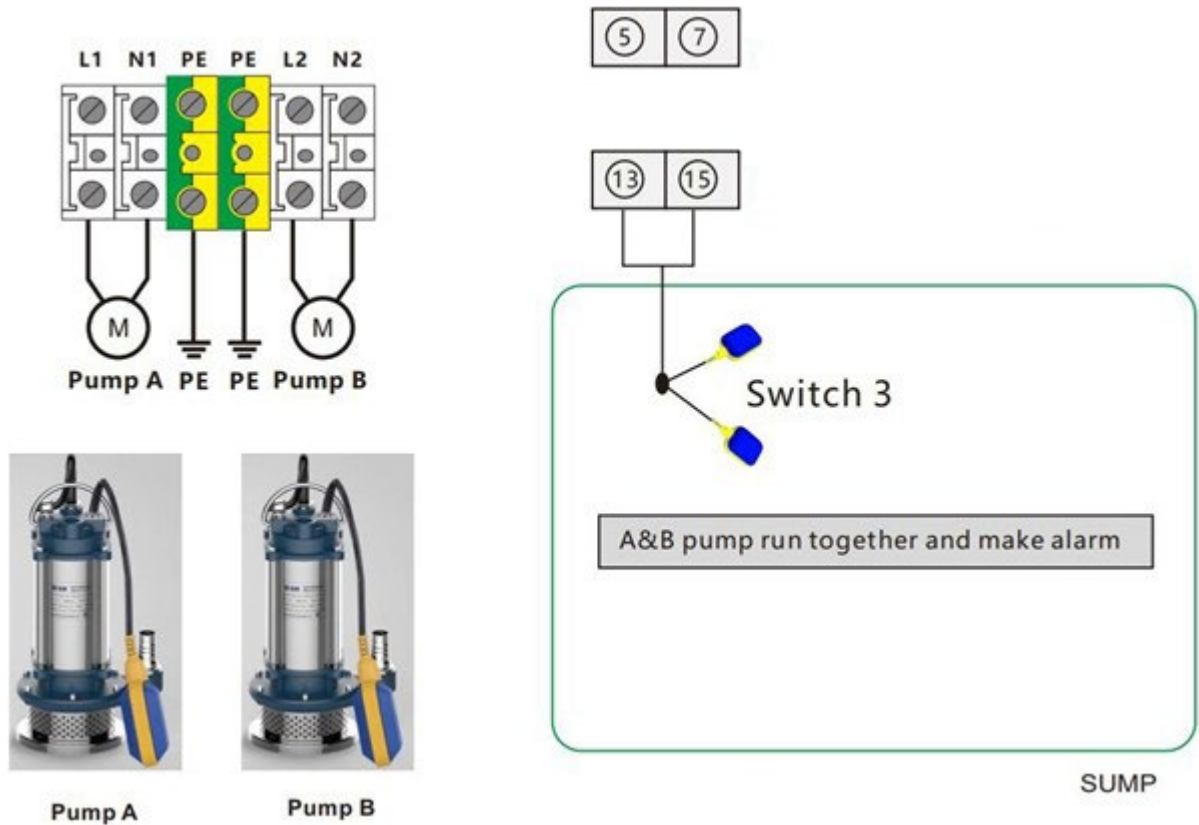 L1 N1 PE PE L2 N2
M M
Pump A PE PE Pump B
Pump A
Pump B
5 7
13 15
Switch 3
A&B pump run together and make alarm
SUMP